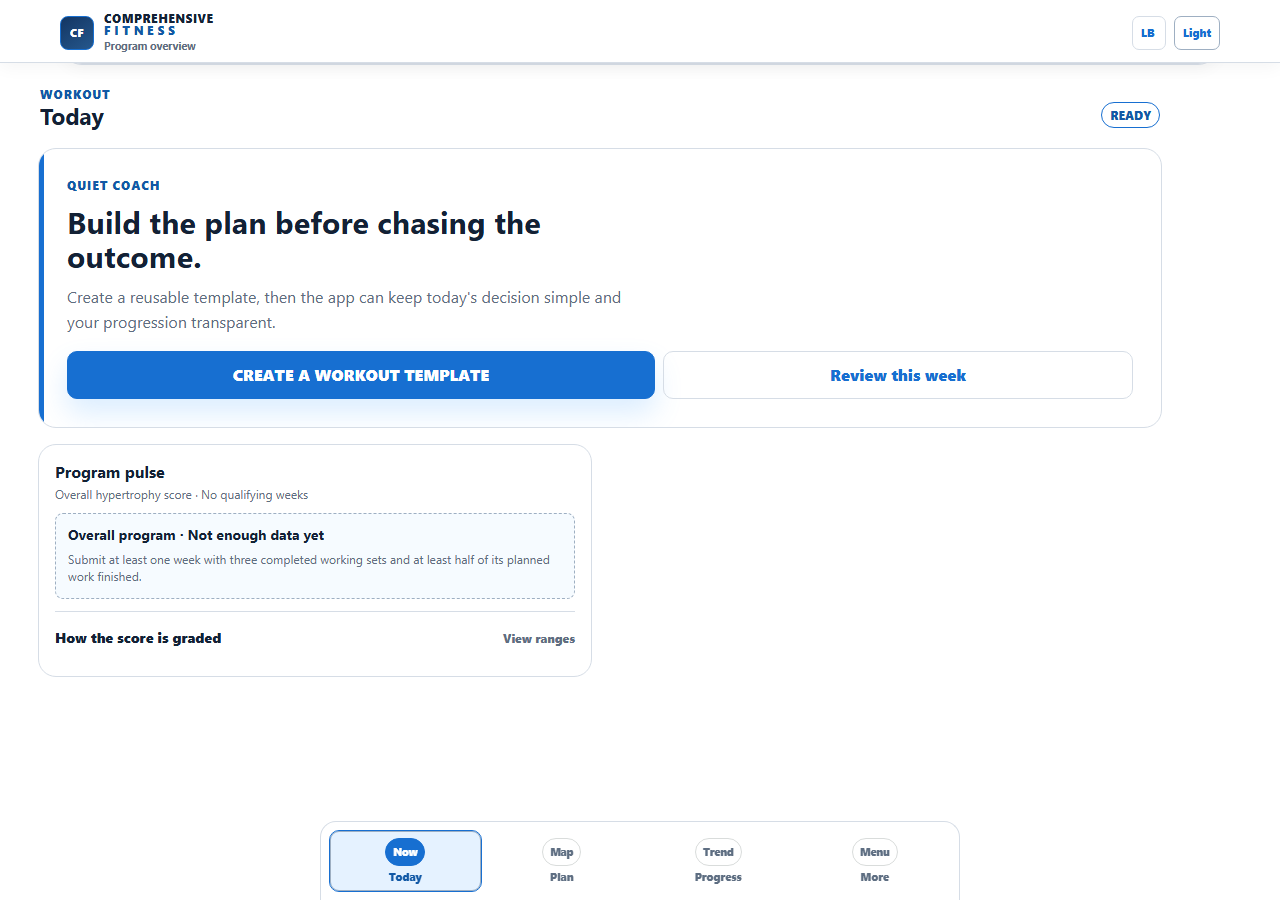 CF
COMPREHENSIVE
FITNESS
Program overview
LB
Light
WORKOUT
Today
READY
QUIET COACH
Build the plan before chasing the
outcome.
Create a reusable template, then the app can keep today's decision simple and
your progression transparent.
CREATE A WORKOUT TEMPLATE
Review this week
Program pulse
Overall hypertrophy score · No qualifying weeks
Overall program · Not enough data yet
Submit at least one week with three completed working sets and at least half of its planned
work finished.
How the score is graded
View ranges
Now
Today
Map
Plan
Trend
Progress
Menu
More